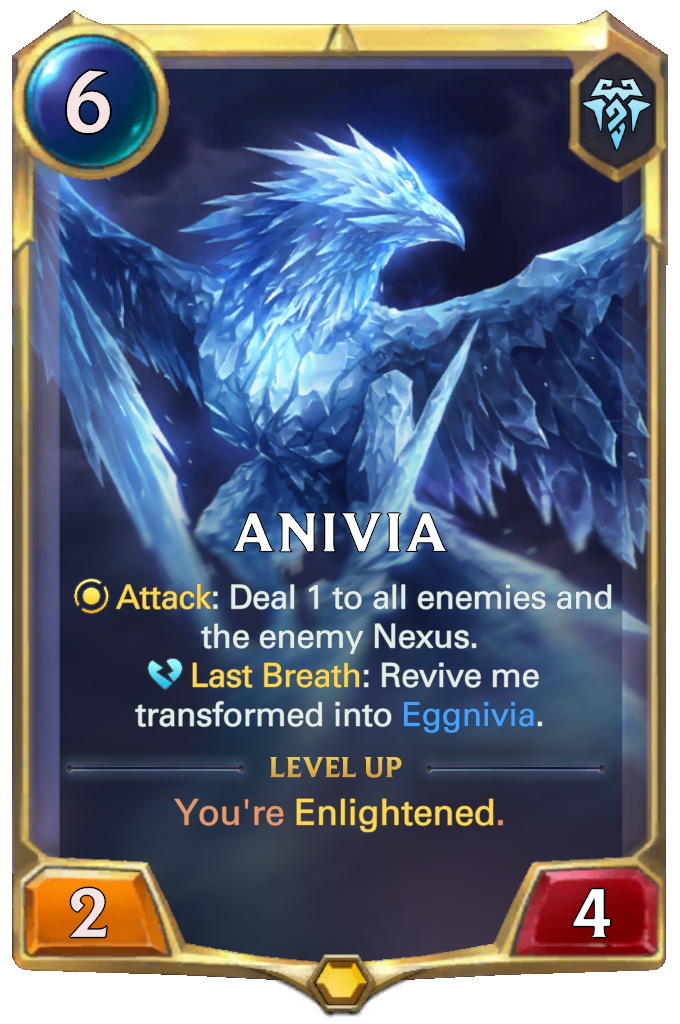 6
ANIVIA
Attack: Deal 1 to all enemies and
the enemy Nexus.
Last Breath: Revive me
transformed into Eggnivia.
LEVEL UP
You're Enlightened.
2
4